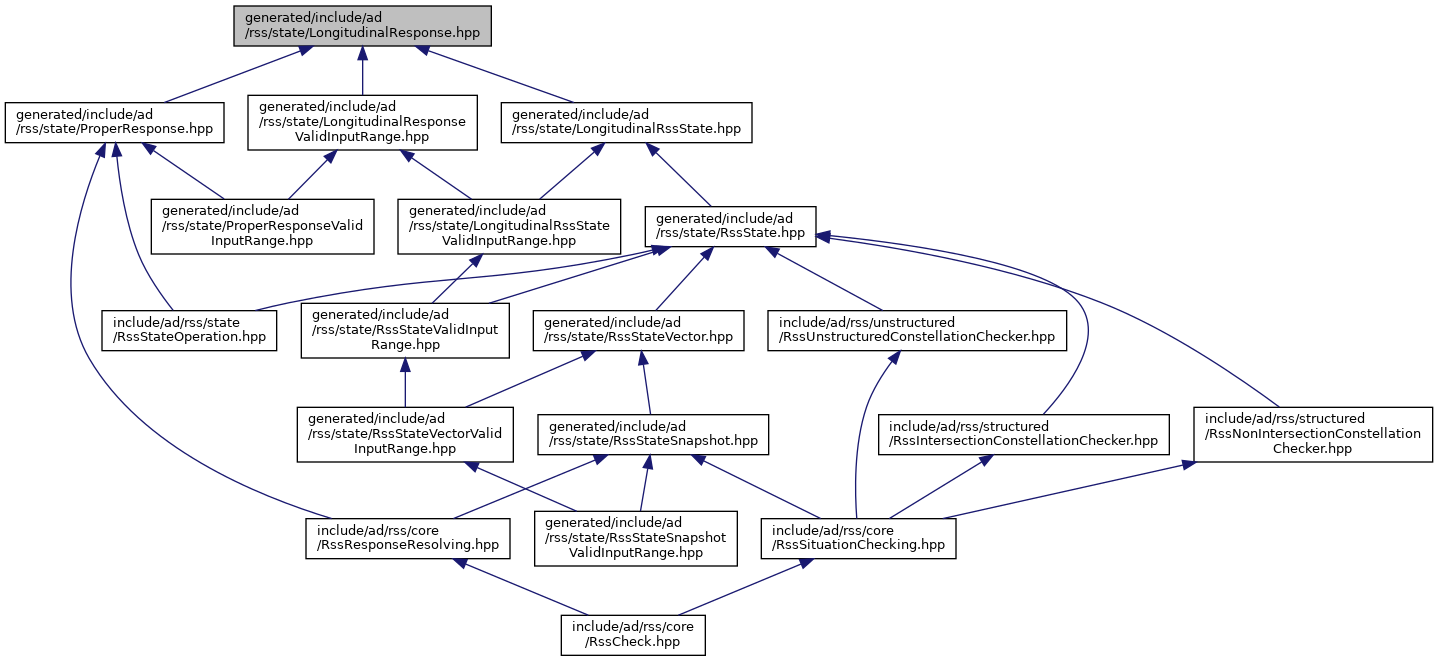 generated/include/ad
/rss/state/LongitudinalResponse.hpp
generated/include/ad
/rss/state/ProperResponse.hpp
generated/include/ad
/rss/state/LongitudinalResponse
ValidInputRange.hpp
generated/include/ad
/rss/state/LongitudinalRssState.hpp
generated/include/ad
/rss/state/ProperResponseValid
InputRange.hpp
generated/include/ad
/rss/state/LongitudinalRssState
ValidInputRange.hpp
generated/include/ad
/rss/state/RssState.hpp
include/ad/rss/state
/RssStateOperation.hpp
generated/include/ad
/rss/state/RssStateValidInput
Range.hpp
generated/include/ad
/rss/state/RssStateVector.hpp
include/ad/rss/unstructured
/RssUnstructuredConstellationChecker.hpp
generated/include/ad
/rss/state/RssStateVectorValid
InputRange.hpp
generated/include/ad
/rss/state/RssStateSnapshot.hpp
include/ad/rss/structured
/RssIntersectionConstellationChecker.hpp
include/ad/rss/structured
/RssNonIntersectionConstellation
Checker.hpp
include/ad/rss/core
/RssResponseResolving.hpp
generated/include/ad
/rss/state/RssStateSnapshot
ValidInputRange.hpp
include/ad/rss/core
/RssSituationChecking.hpp
include/ad/rss/core
/RssCheck.hpp